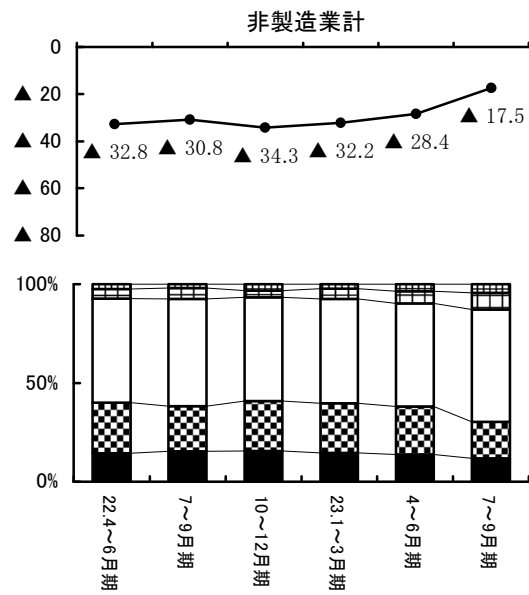 非製造業計
0
▲ 20
▲ 40
▲ 60
▲ 80
▲ 32.8
▲ 30.8
▲ 34.3
▲ 32.2
▲ 28.4
▲ 17.5
100%
50%
0%
22.4～6月期
7～9月期
10～12月期
23.1～3月期
4～6月期
7～9月期